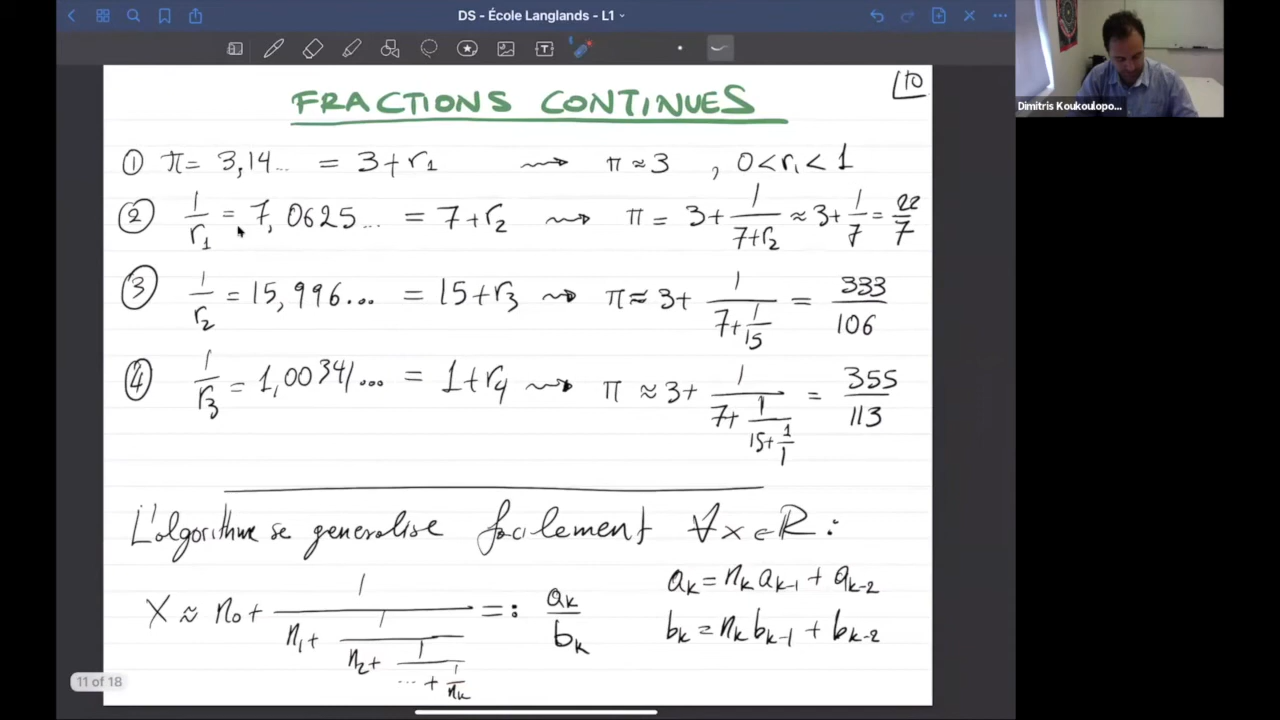 DS - École Langlands - L1
Dimitris Koukoulopo...
10
FRACTIONS CONTINUES
① π = 3,14... = 3 + r₁ ⇝ π ≈ 3 , 0 < r₁ < 1
② 1/r₁ = 7,0625... = 7 + r₂ ⇝ π = 3 + 1/(7 + r₂) ≈ 3 + 1/7 = 22/7
③ 1/r₂ = 15,996... = 15 + r₃ ⇝ π ≈ 3 + 1/(7 + 1/15) = 333/106
④ 1/r₃ = 1,00341... = 1 + r₄ ⇝ π ≈ 3 + 1/(7 + 1/(15 + 1/1)) = 355/113
L'algorithme se generalise facilement ∀x∈ℝ :
x ≈ n₀ + 1/(n₁ + 1/(n₂ + 1/(... + 1/nₖ))) =: aₖ/bₖ
aₖ = nₖ aₖ₋₁ + aₖ₋₂
bₖ = nₖ bₖ₋₁ + bₖ₋₂
11 of 18